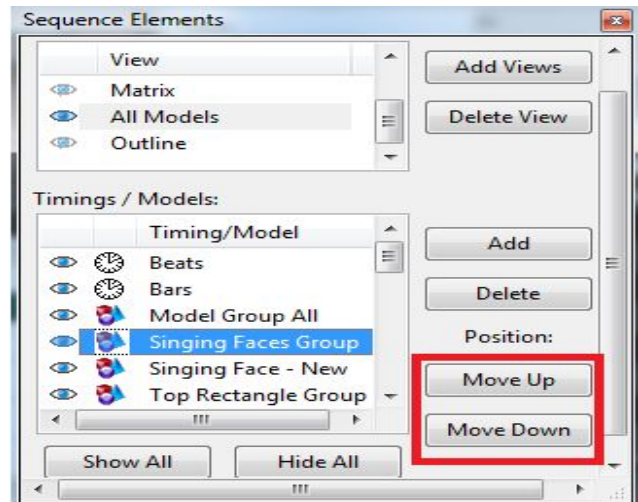 Sequence Elements
View
Matrix
All Models
Outline
Add Views
Delete View
Timings / Models:
Timing/Model
Beats
Bars
Model Group All
Singing Faces Group
Singing Face - New
Top Rectangle Group
Add
Delete
Position:
Move Up
Move Down
Show All
Hide All